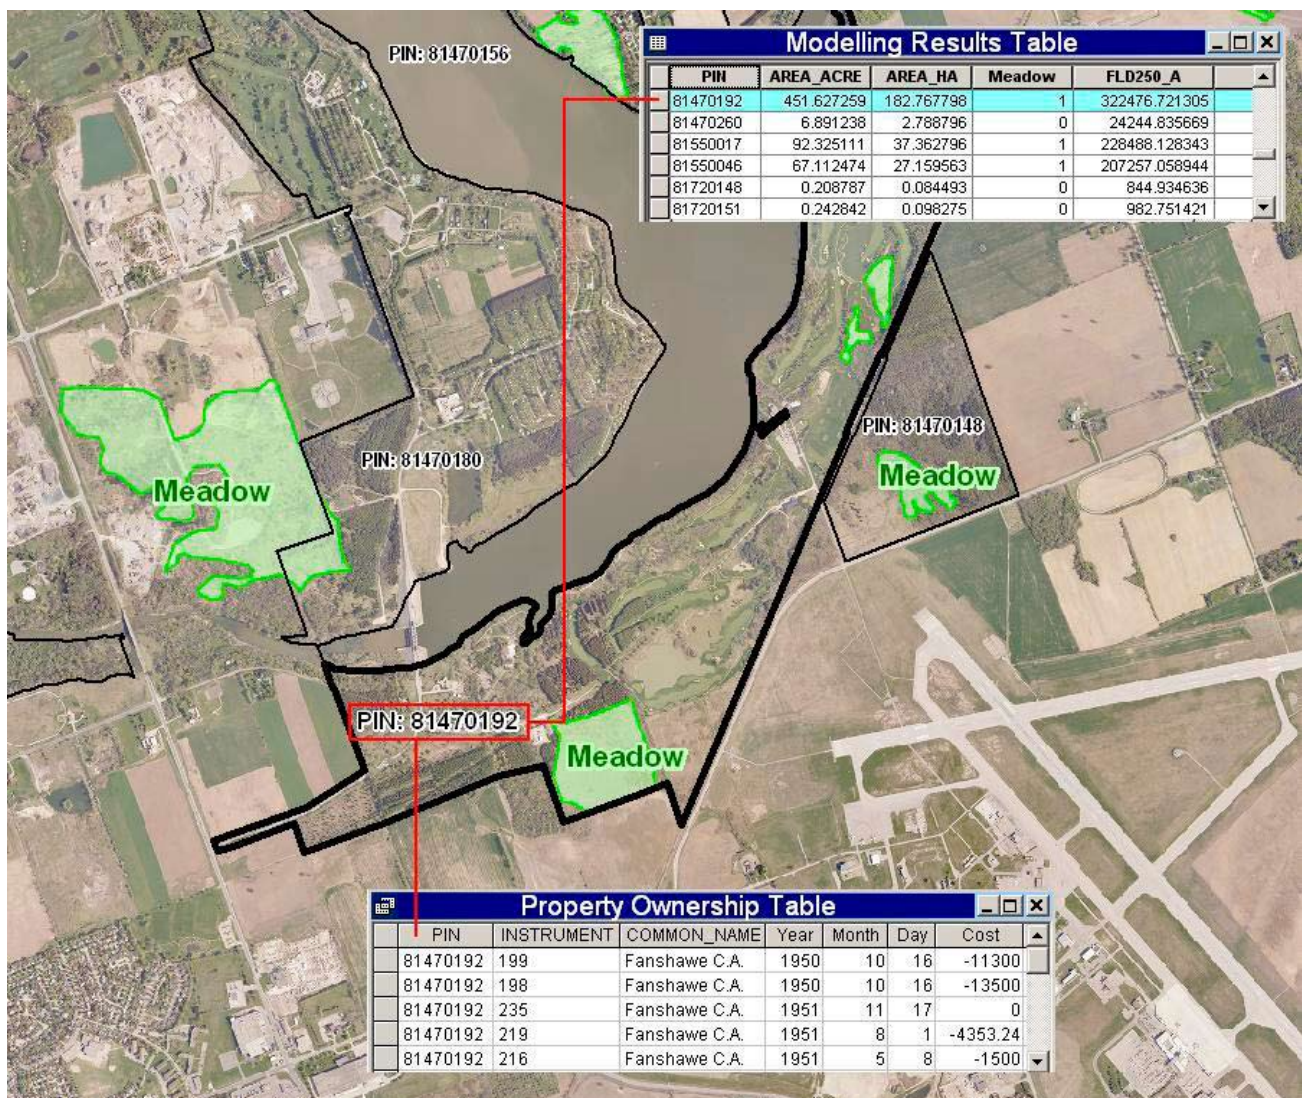 PIN: 81470156
Modelling Results Table
PIN AREA_ACRE AREA_HA Meadow FLD250_A
81470192 451.627259 182.767798 1 322476.721305
81470260 6.891238 2.788796 0 24244.835669
81550017 92.325111 37.362796 1 228488.128343
81550046 67.112474 27.159563 1 207257.058944
81720148 0.208787 0.084493 0 844.934636
81720151 0.242842 0.098275 0 982.751421
PIN: 81470148
PIN: 81470180
Meadow
Meadow
PIN: 81470192
Meadow
Property Ownership Table
PIN INSTRUMENT COMMON_NAME Year Month Day Cost
81470192 199 Fanshawe C.A. 1950 10 16 -11300
81470192 198 Fanshawe C.A. 1950 10 16 -13500
81470192 235 Fanshawe C.A. 1951 11 17 0
81470192 219 Fanshawe C.A. 1951 8 1 -4353.24
81470192 216 Fanshawe C.A. 1951 5 8 -1500